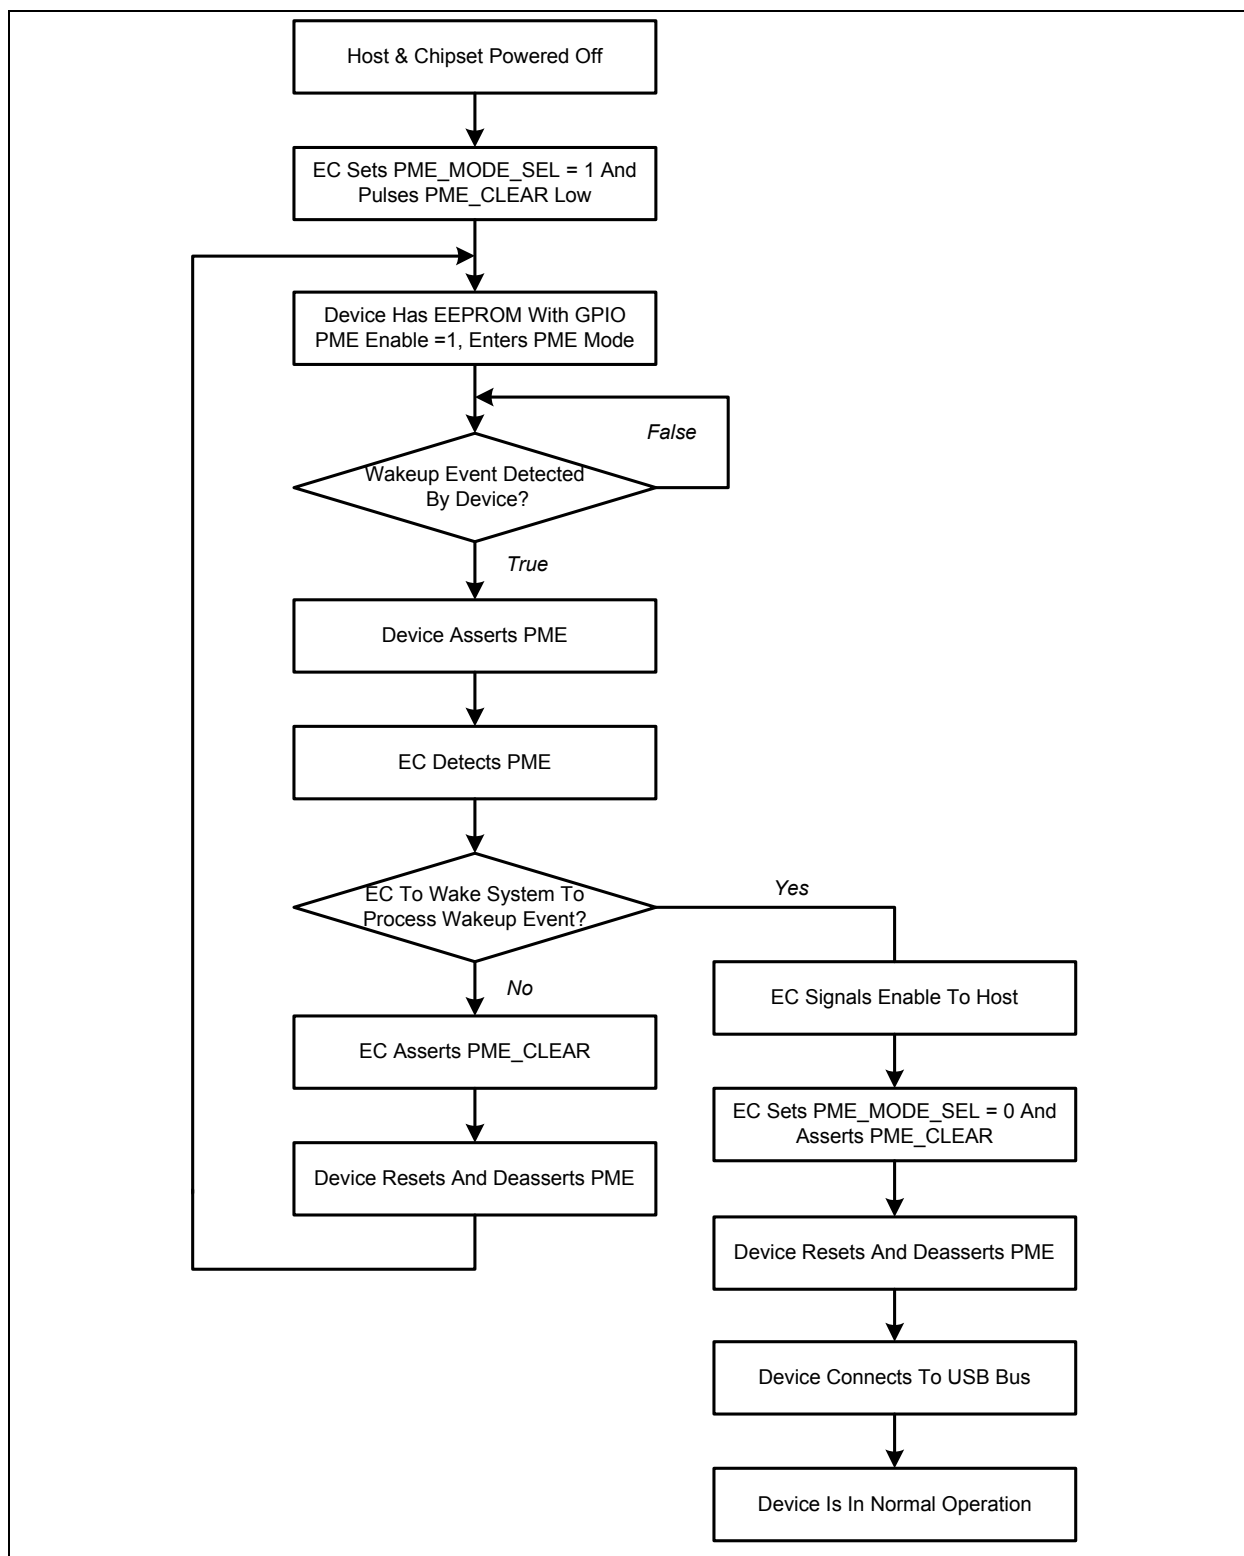 Host & Chipset Powered Off
EC Sets PME_MODE_SEL = 1 And
Pulses PME_CLEAR Low
Device Has EEPROM With GPIO
PME Enable =1, Enters PME Mode
False
Wakeup Event Detected
By Device?
True
Device Asserts PME
EC Detects PME
EC To Wake System To
Process Wakeup Event?
Yes
No
EC Signals Enable To Host
EC Asserts PME_CLEAR
EC Sets PME_MODE_SEL = 0 And
Asserts PME_CLEAR
Device Resets And Deasserts PME
Device Resets And Deasserts PME
Device Connects To USB Bus
Device Is In Normal Operation